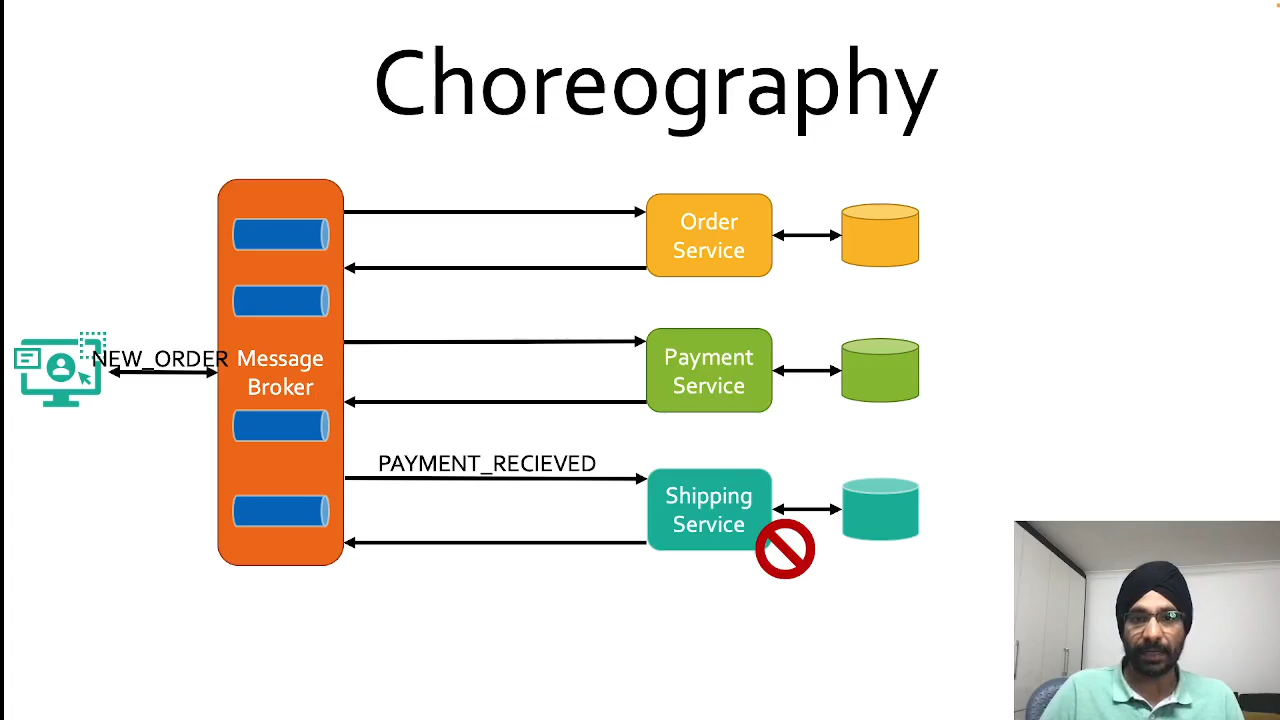 Choreography
Order
Service
NEW_ORDER
Message
Broker
Payment
Service
PAYMENT_RECIEVED
Shipping
Service